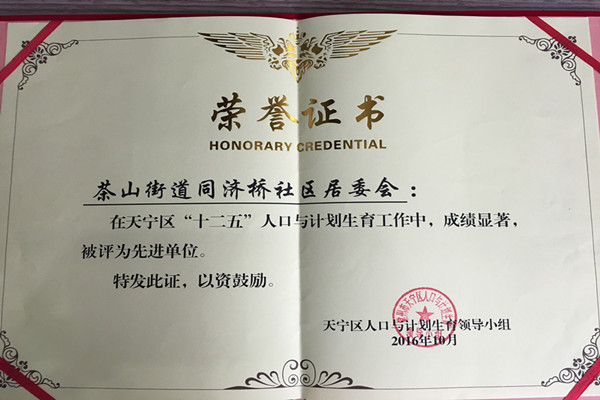 荣誉证书
HONORARY CREDENTIAL
茶山街道同济桥社区居委会：
在天宁区“十二五”人口与计划生育工作中，成绩显著，
被评为先进单位。
特发此证，以资鼓励。
天宁区人口与计划生育领导小组
2016年10月